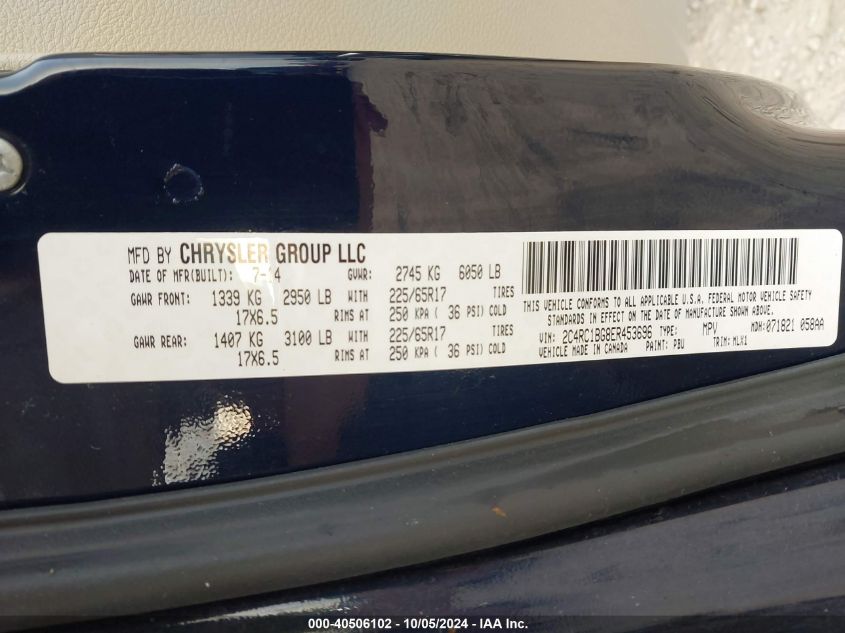 MFD BY CHRYSLER GROUP LLC
DATE OF MFR(BUILT): 7-14 GVWR: 2745 KG 6050 LB
GAWR FRONT: 1339 KG 2950 LB WITH 225/65R17 TIRES
17X6.5 RIMS AT 250 KPA ( 36 PSI) COLD
GAWR REAR: 1407 KG 3100 LB WITH 225/65R17 TIRES
17X6.5 RIMS AT 250 KPA ( 36 PSI) COLD
THIS VEHICLE CONFORMS TO ALL APPLICABLE U.S.A. FEDERAL MOTOR VEHICLE SAFETY
STANDARDS IN EFFECT ON THE DATE OF MANUFACTURE SHOWN ABOVE.
VIN: 2C4RC1BG8ER453696 TYPE: MPV MDH: 071821 058AA
VEHICLE MADE IN CANADA PAINT: PBU TRIM: MLX1
000-40506102 - 10/05/2024 - IAA Inc.